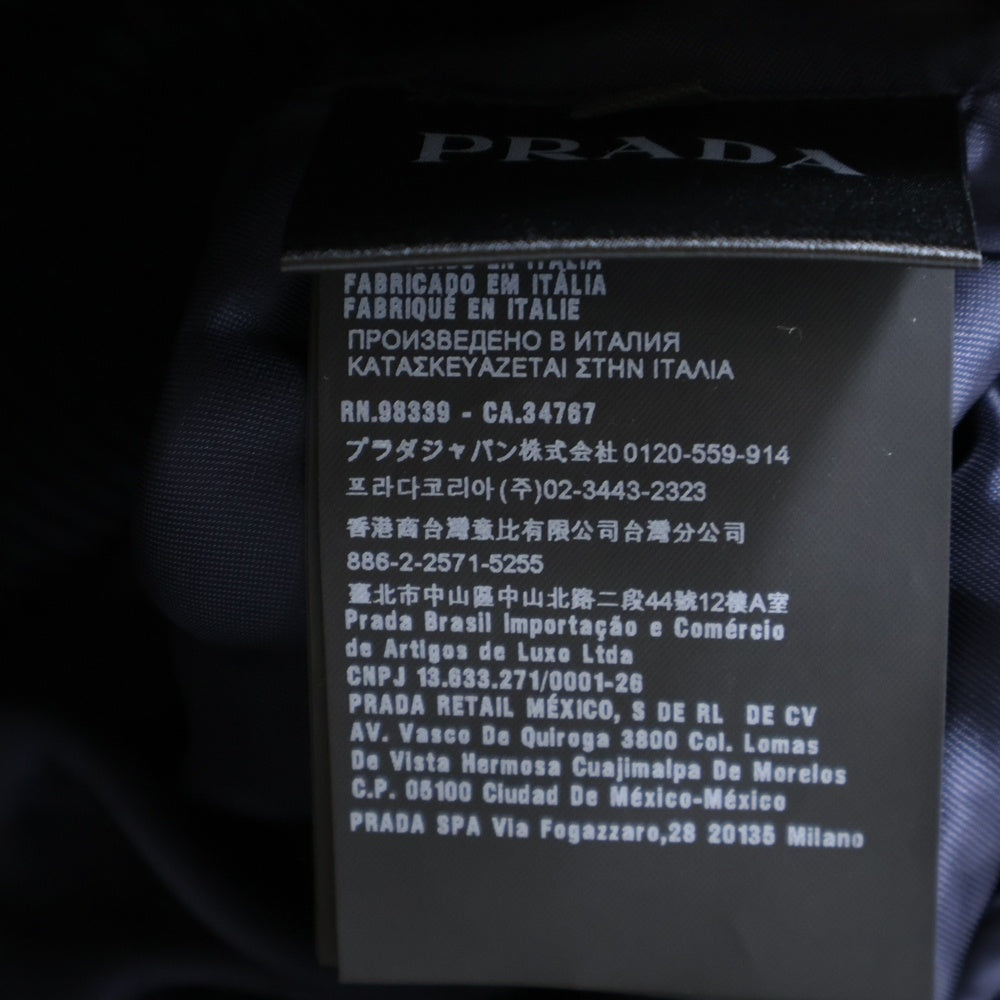 PRADA
EN ITALIA
FABRICADO EM ITÀLIA
FABRIQUÉ EN ITALIE
ПРОИЗВЕДЕНО В ИТАЛИЯ
ΚΑΤΑΣΚΕΥΑΖΕΤΑΙ ΣΤΗΝ ΙΤΑΛΙΑ
RN.98339 - CA.34767
プラダジャパン株式会社 0120-559-914
프라다코리아(주)02-3443-2323
香港商台灣意比有限公司台灣分公司
886-2-2571-5255
臺北市中山區中山北路二段44號12樓A室
Prada Brasil Importação e Comércio
de Artigos de Luxo Ltda
CNPJ 13.633.271/0001-26
PRADA RETAIL MÉXICO, S DE RL DE CV
AV. Vasco De Quiroga 3800 Col. Lomas
De Vista Hermosa Cuajimalpa De Morelos
C.P. 05100 Ciudad De México-México
PRADA SPA Via Fogazzaro,28 20135 Milano